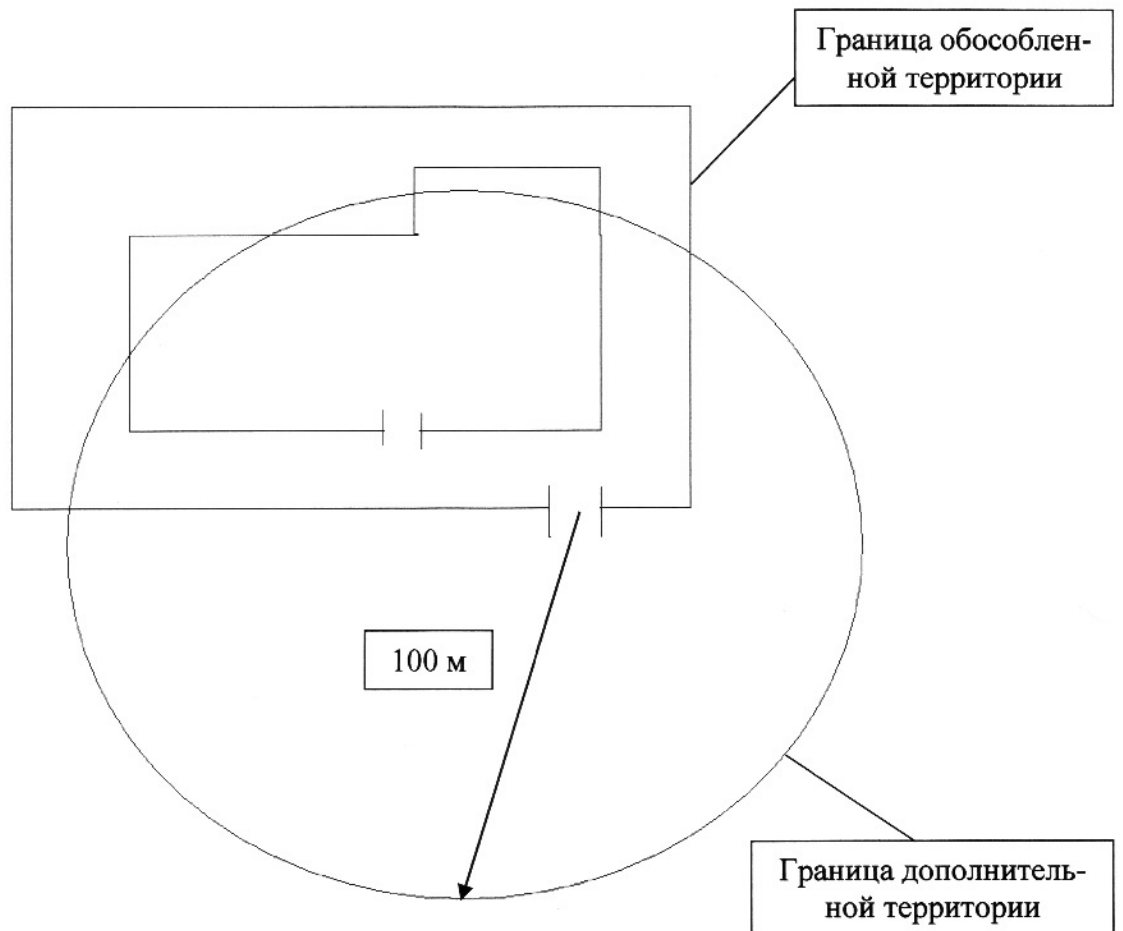 Граница обособлен-
ной территории
100 м
Граница дополнитель-
ной территории